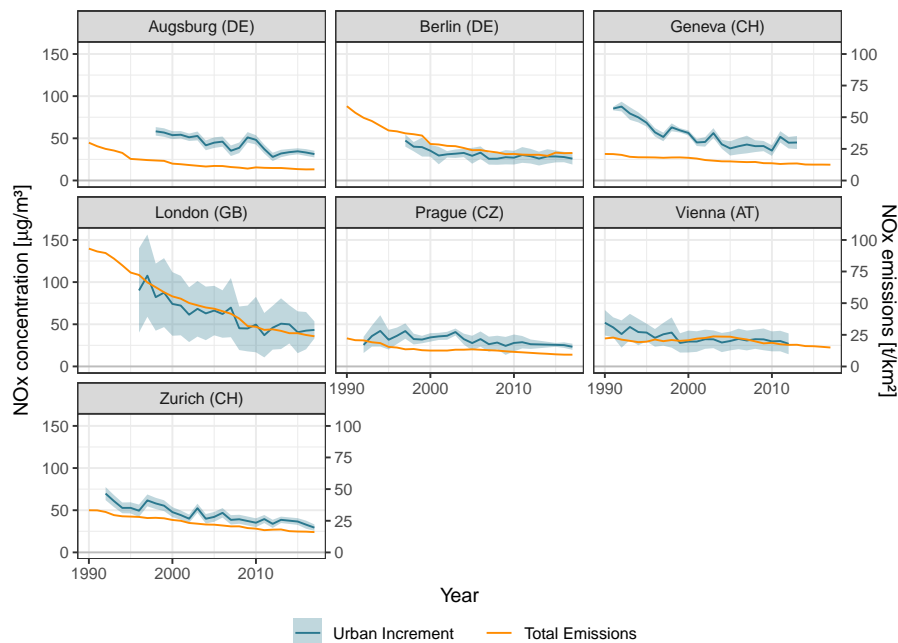 Augsburg (DE) Berlin (DE) Geneva (CH)
150 100
100 75
50 50
25
0 0
London (GB) Prague (CZ) Vienna (AT)
150 100
100 75
50 50
25
0 0
1990 2000 2010 1990 2000 2010
Zurich (CH)
150 100
100 75
50 50
25
0 0
1990 2000 2010
NOx concentration [µg/m³]
NOx emissions [t/km²]
Year
Urban Increment Total Emissions